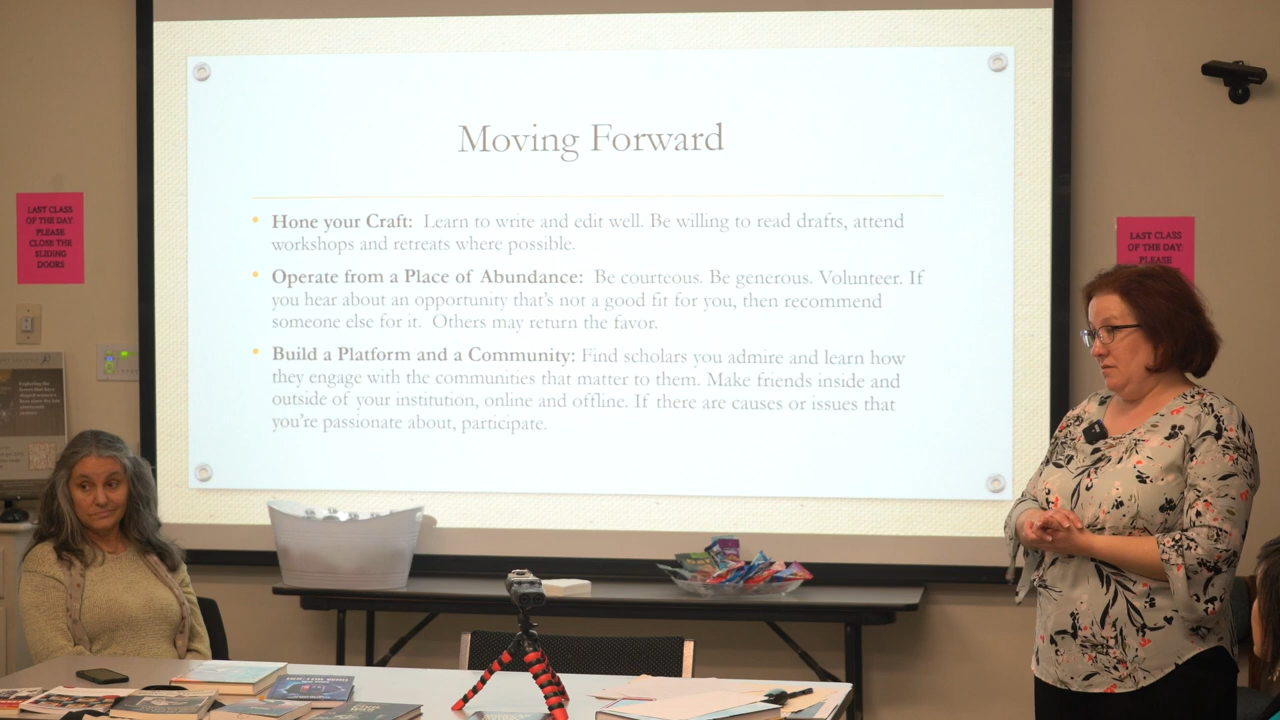 Moving Forward
• Hone your Craft: Learn to write and edit well. Be willing to read drafts, attend
workshops and retreats where possible.
• Operate from a Place of Abundance: Be courteous. Be generous. Volunteer. If
you hear about an opportunity that's not a good fit for you, then recommend
someone else for it. Others may return the favor.
• Build a Platform and a Community: Find scholars you admire and learn how
they engage with the communities that matter to them. Make friends inside and
outside of your institution, online and offline. If there are causes or issues that
you're passionate about, participate.
LAST CLASS
OF THE DAY:
PLEASE
CLOSE THE
SLIDING
DOORS
LAST CLASS
OF THE DAY:
PLEASE